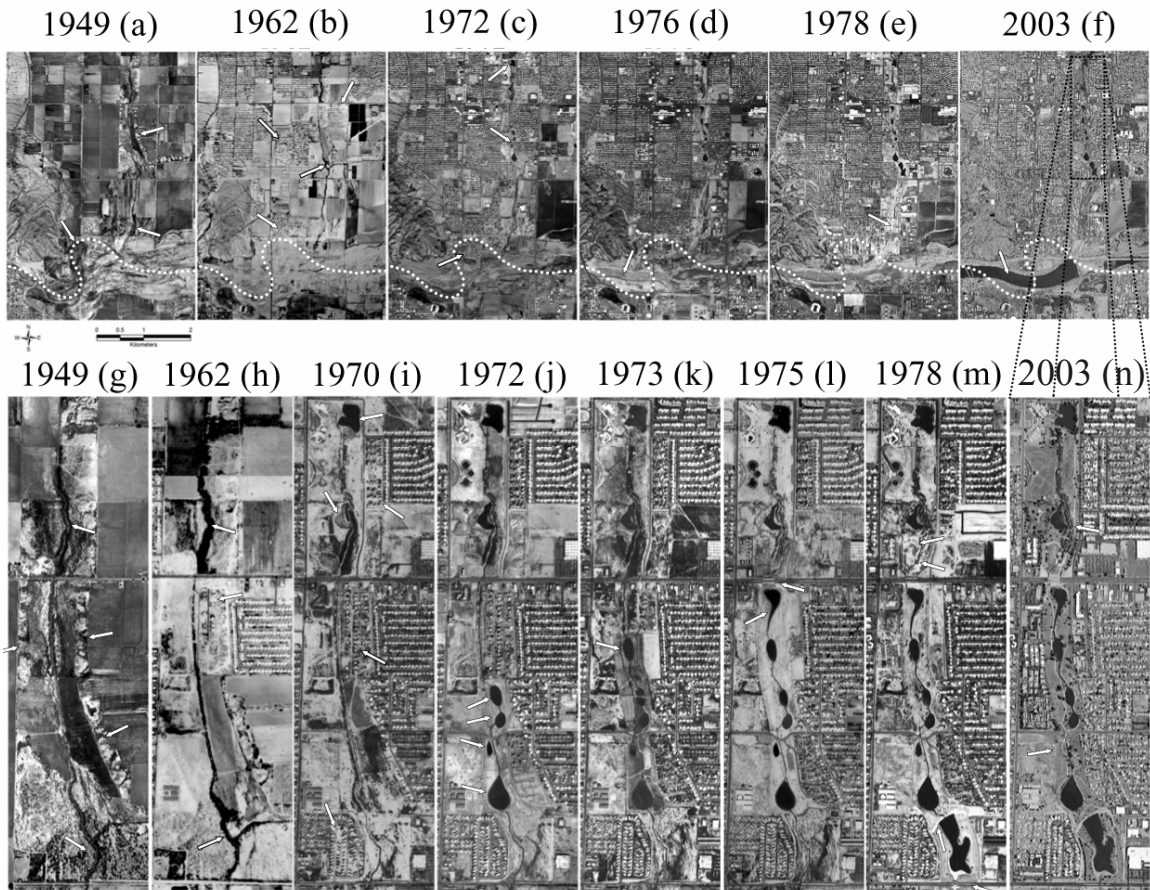 1949 (a) 1962 (b) 1972 (c) 1976 (d) 1978 (e) 2003 (f)
N
W E
S
0 0.5 1 2
Kilometers
1949 (g) 1962 (h) 1970 (i) 1972 (j) 1973 (k) 1975 (l) 1978 (m) 2003 (n)